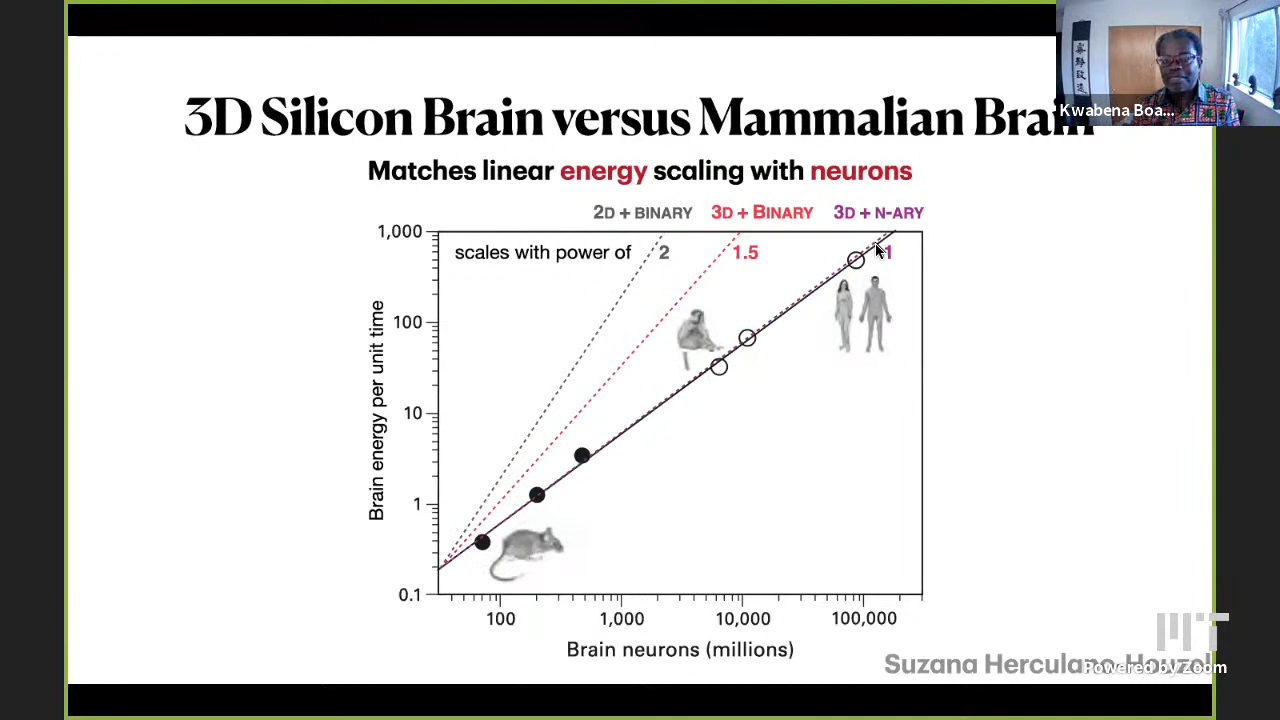 3D Silicon Brain versus Mammalian Brain
Matches linear energy scaling with neurons
2D + BINARY 3D + BINARY 3D + N-ARY
scales with power of 2 1.5 1
Brain energy per unit time
1,000
100
10
1
0.1
100 1,000 10,000 100,000
Brain neurons (millions)
Suzana Herculano-Houzel
Kwabena Boa...
MIT
Powered by Zoom